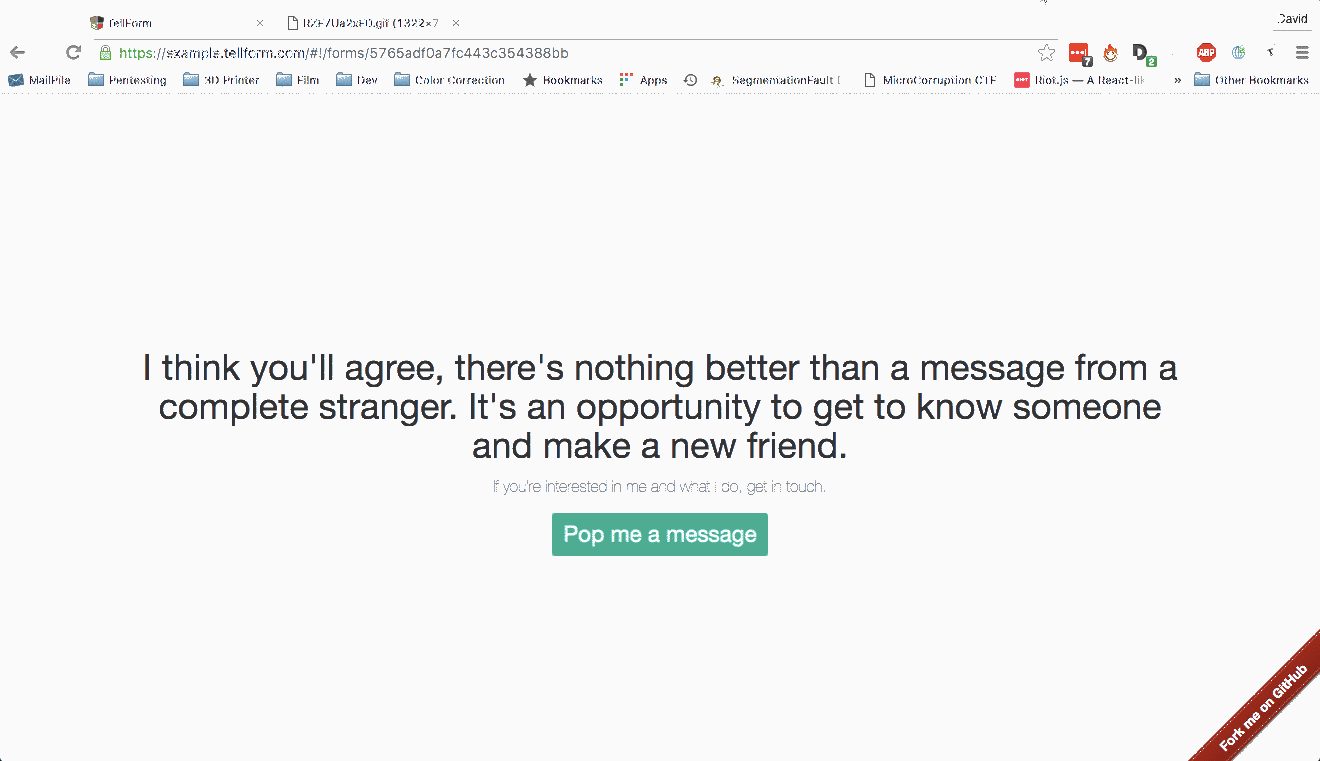 TellForm
RZF7Ua2xFD.gif (1322×7
David
https://example.tellform.com/#!/forms/5765adf0a7fc443c354388bb
7
2
ABP
MailPile
Pentesting
3D Printer
Film
Dev
Color Correction
Bookmarks
Apps
SegmentationFault
MicroCorruption CTF
Riot.js — A React-lik
»
Other Bookmarks
I think you'll agree, there's nothing better than a message from a
complete stranger. It's an opportunity to get to know someone
and make a new friend.
If you're interested in me and what I do, get in touch.
Pop me a message
Fork me on GitHub